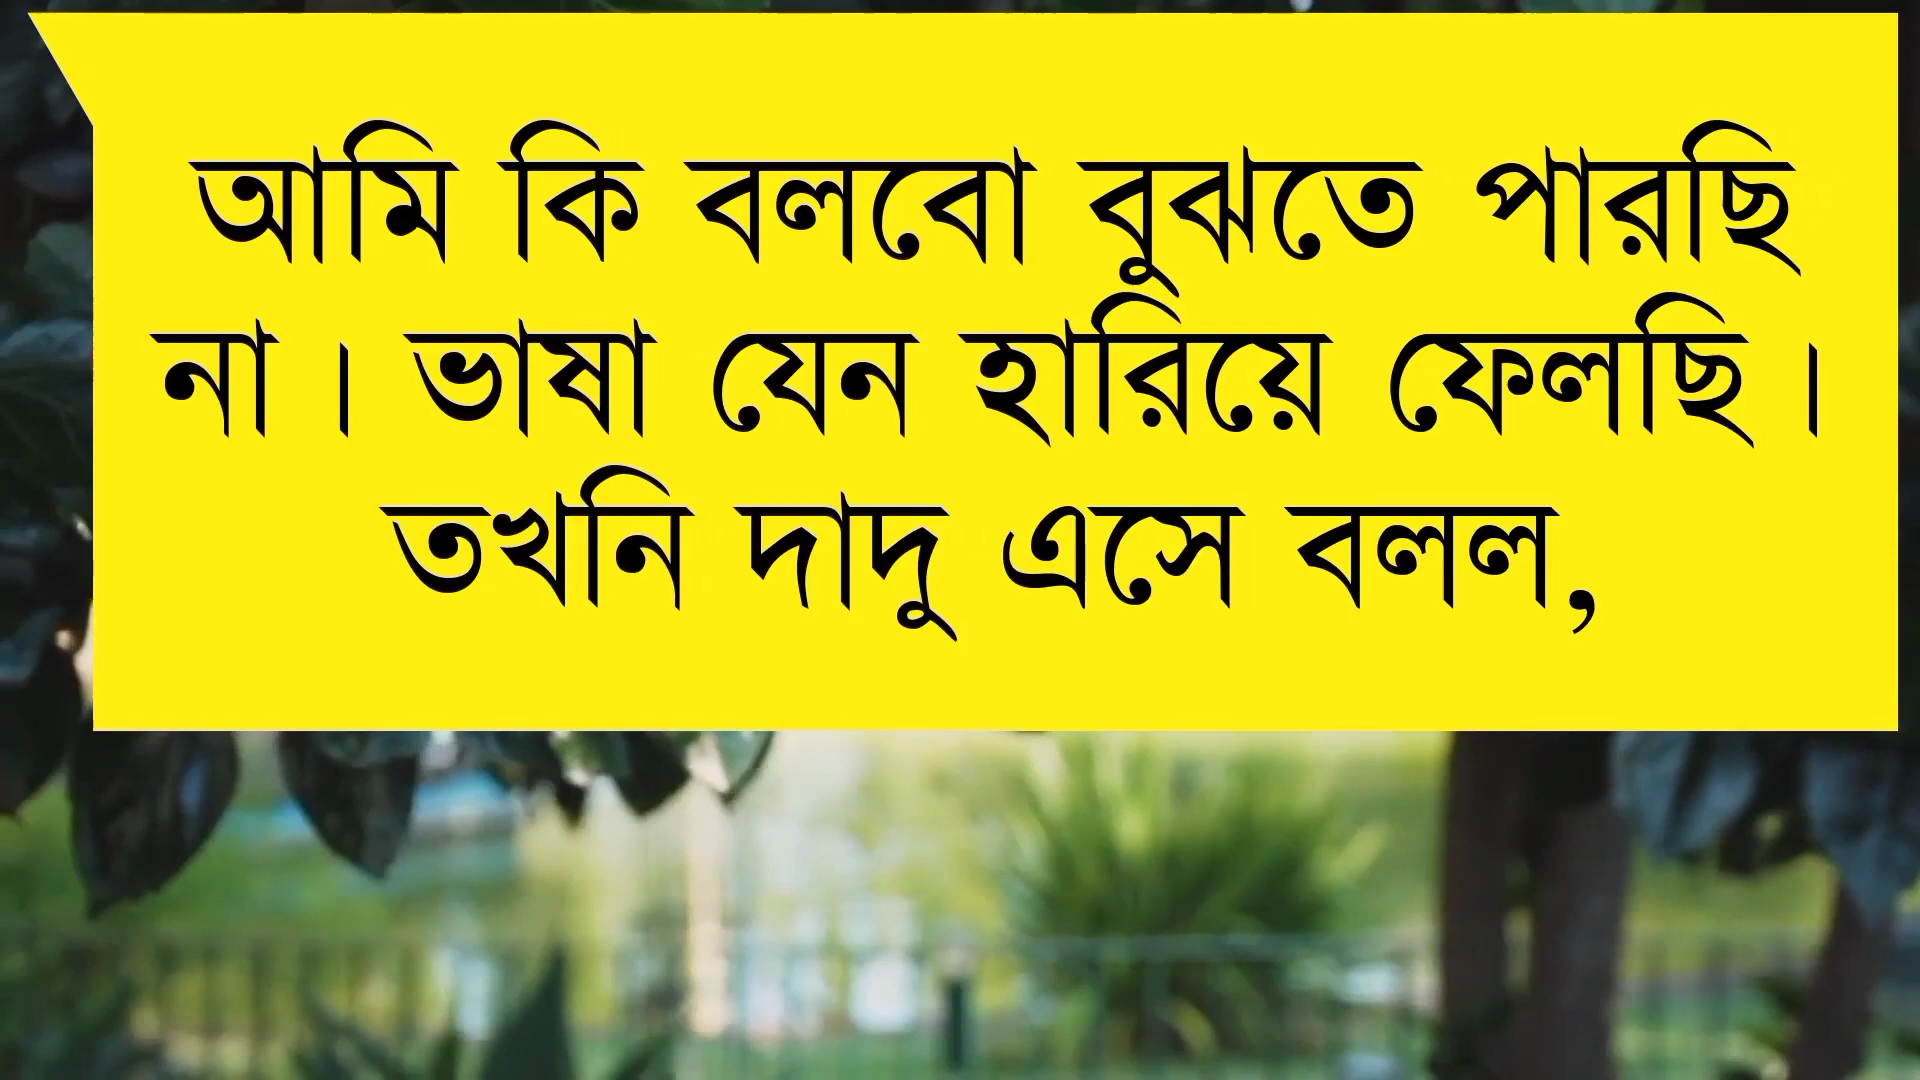 আমি কি বলবো বুঝতে পারছি
না। ভাষা যেন হারিয়ে ফেলছি।
তখনি দাদু এসে বলল,